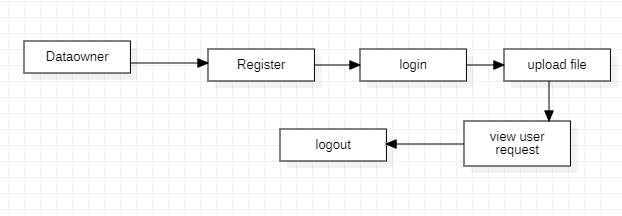 Dataowner
Register
login
upload file
view user
request
logout